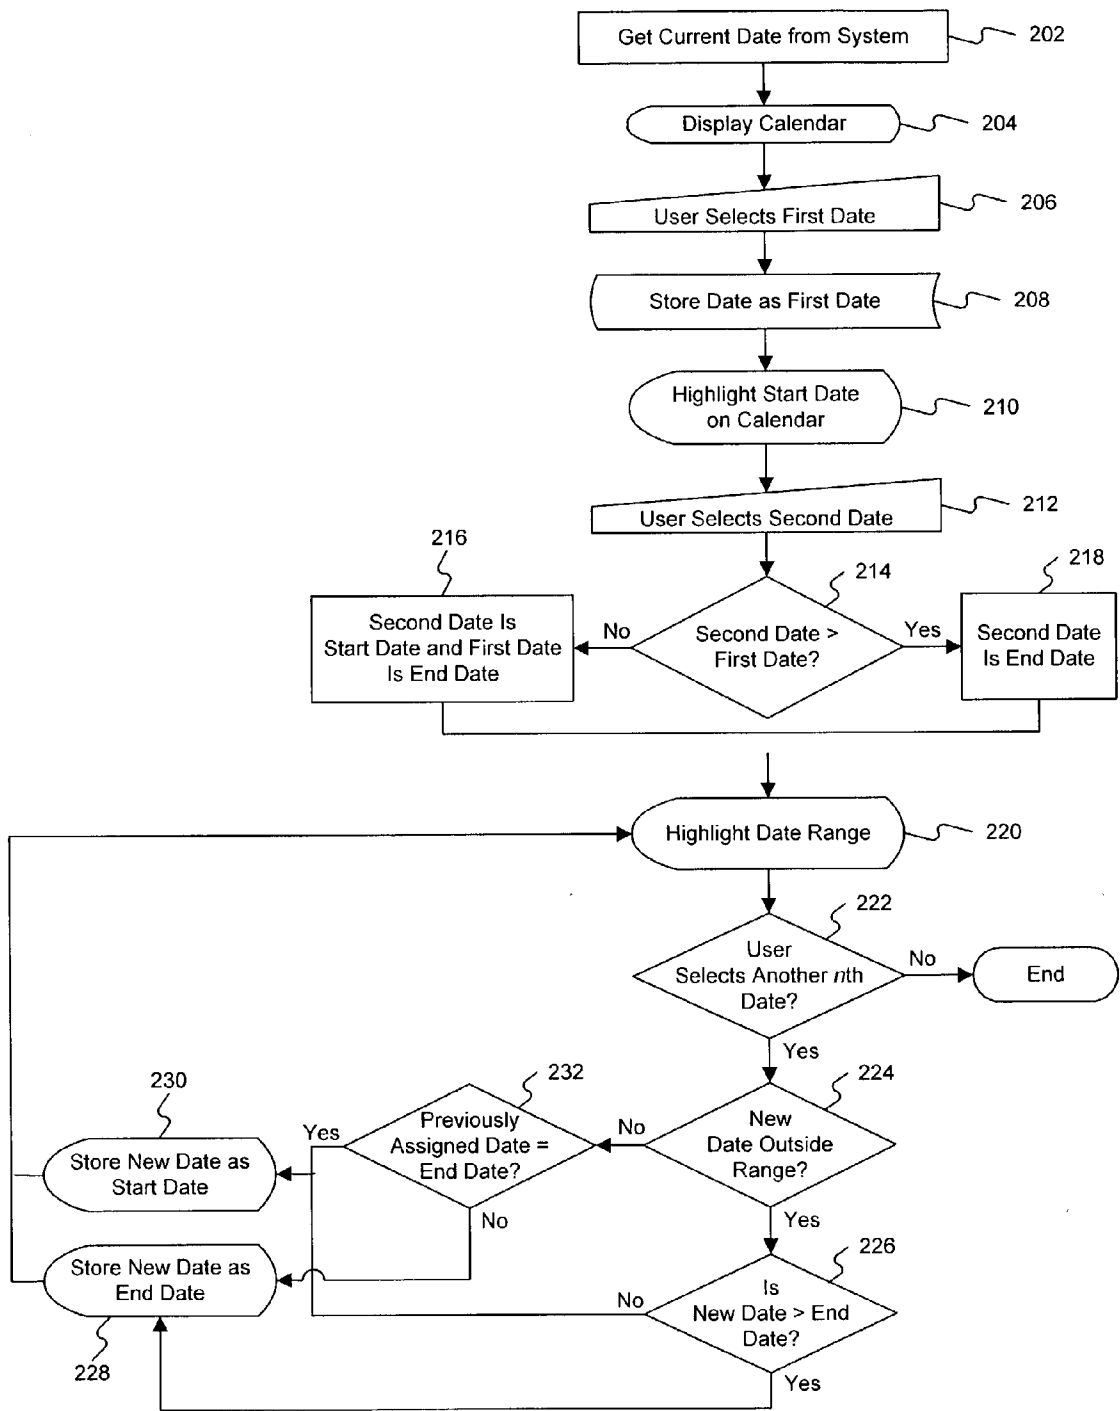 Get Current Date from System
202
Display Calendar
204
User Selects First Date
206
Store Date as First Date
208
Highlight Start Date
on Calendar
210
User Selects Second Date
212
216
214
218
Second Date Is
Start Date and First Date
Is End Date
No
Second Date >
First Date?
Yes
Second Date
Is End Date
Highlight Date Range
220
222
User
Selects Another nth
Date?
No
End
Yes
230
232
224
Store New Date as
Start Date
Yes
Previously
Assigned Date =
End Date?
No
New
Date Outside
Range?
No
Yes
226
Store New Date as
End Date
No
Is
New Date > End
Date?
228
Yes